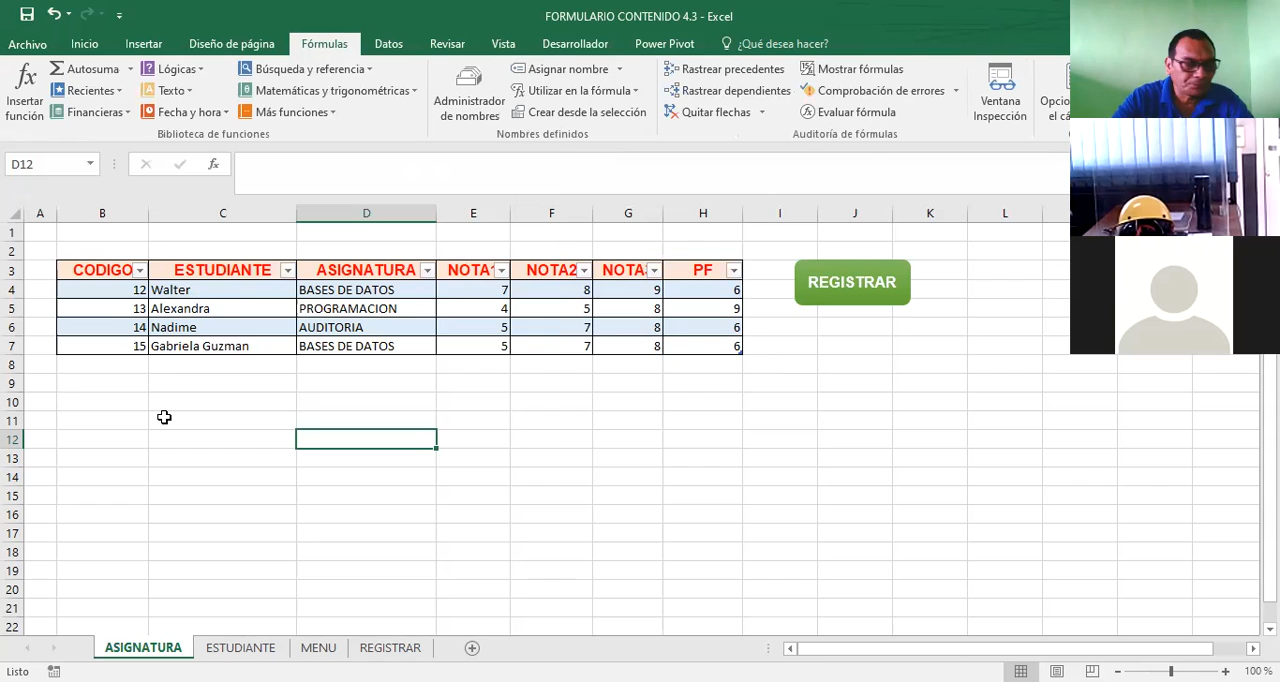 FORMULARIO CONTENIDO 4.3 - Excel
Archivo Inicio Insertar Diseño de página Fórmulas Datos Revisar Vista Desarrollador Power Pivot ¿Qué desea hacer?
Insertar función
Autosuma
Recientes
Financieras
Lógicas
Texto
Fecha y hora
Búsqueda y referencia
Matemáticas y trigonométricas
Más funciones
Biblioteca de funciones
Administrador de nombres
Asignar nombre
Utilizar en la fórmula
Crear desde la selección
Nombres definidos
Rastrear precedentes
Rastrear dependientes
Quitar flechas
Mostrar fórmulas
Comprobación de errores
Evaluar fórmula
Auditoría de fórmulas
Ventana Inspección
D12 fx
A B C D E F G H I J K L
1
2
3 CODIGO ESTUDIANTE ASIGNATURA NOTA1 NOTA2 NOTA3 PF REGISTRAR
4 12 Walter BASES DE DATOS 7 8 9 6
5 13 Alexandra PROGRAMACION 4 5 8 9
6 14 Nadime AUDITORIA 5 7 8 6
7 15 Gabriela Guzman BASES DE DATOS 5 7 8 6
8
9
10
11
12
13
14
15
16
17
18
19
20
21
22
ASIGNATURA ESTUDIANTE MENU REGISTRAR
Listo 100 %